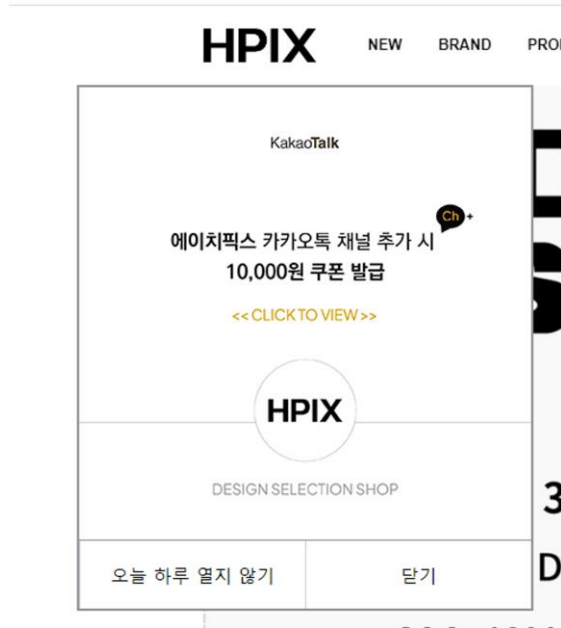 HPIX NEW BRAND
KakaoTalk
Ch+
에이치픽스 카카오톡 채널 추가 시
10,000원 쿠폰 발급
<< CLICK TO VIEW >>
HPIX
DESIGN SELECTION SHOP
오늘 하루 열지 않기 닫기